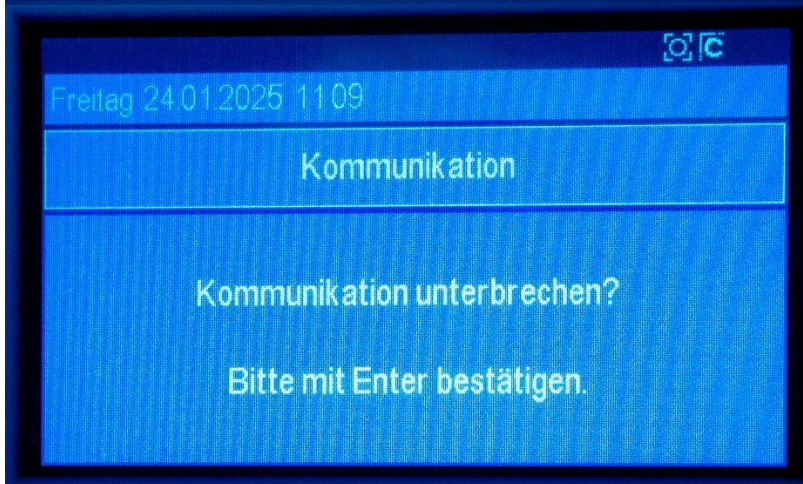 C
Freitag 24.01.2025 11:09
Kommunikation
Kommunikation unterbrechen?
Bitte mit Enter bestätigen.